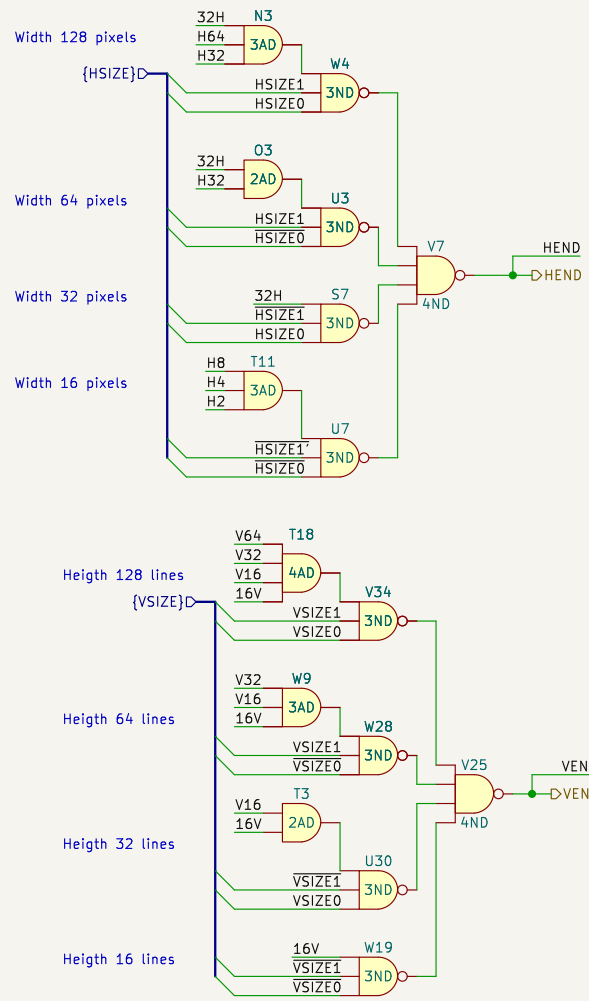 N3
32H
H64
H32
3AD
Width 128 pixels
{HSIZE}
W4
HSIZE1
HSIZE0
3ND
O3
32H
H32
2AD
Width 64 pixels
U3
HSIZE1
HSIZE0
3ND
V7
HEND
HEND
4ND
Width 32 pixels
S7
32H
HSIZE1
HSIZE0
3ND
T11
H8
H4
H2
3AD
Width 16 pixels
U7
HSIZE1'
HSIZE0
3ND
T18
V64
V32
V16
16V
4AD
Heigth 128 lines
{VSIZE}
V34
VSIZE1
VSIZE0
3ND
W9
V32
V16
16V
3AD
Heigth 64 lines
W28
VSIZE1
VSIZE0
3ND
V25
VEN
VEN
4ND
T3
V16
16V
2AD
Heigth 32 lines
U30
VSIZE1
VSIZE0
3ND
W19
16V
VSIZE1
VSIZE0
3ND
Heigth 16 lines